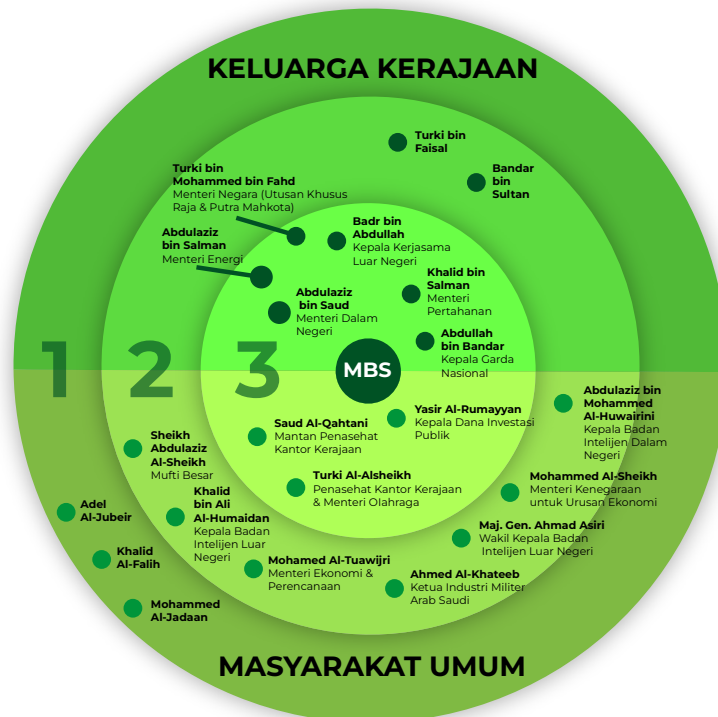 KELUARGA KERAJAAN
Turki bin
Faisal
Bandar
bin
Sultan
Turki bin
Mohammed bin Fahd
Menteri Negara (Utusan Khusus
Raja & Putra Mahkota)
Abdulaziz
bin Salman
Menteri Energi
Badr bin
Abdullah
Kepala Kerjasama
Luar Negeri
Khalid bin
Salman
Menteri
Pertahanan
Abdulaziz
bin Saud
Menteri Dalam
Negeri
Abdullah
bin Bandar
Kepala Garda
Nasional
1 2 3
MBS
Saud Al-Qahtani
Mantan Penasehat
Kantor Kerajaan
Yasir Al-Rumayyan
Kepala Dana Investasi
Publik
Abdulaziz bin
Mohammed
Al-Huwairini
Kepala Badan
Intelijen Dalam
Negeri
Sheikh
Abdulaziz
Al-Sheikh
Mufti Besar
Turki Al-Alsheikh
Penasehat Kantor Kerajaan
& Menteri Olahraga
Mohammed Al-Sheikh
Menteri Kenegaraan
untuk Urusan Ekonomi
Adel
Al-Jubeir
Khalid
bin Ali
Al-Humaidan
Kepala Badan
Intelijen Luar
Negeri
Maj. Gen. Ahmad Asiri
Wakil Kepala Badan
Intelijen Luar Negeri
Khalid
Al-Falih
Mohamed Al-Tuawijri
Menteri Ekonomi &
Perencanaan
Ahmed Al-Khateeb
Ketua Industri Militer
Arab Saudi
Mohammed
Al-Jadaan
MASYARAKAT UMUM